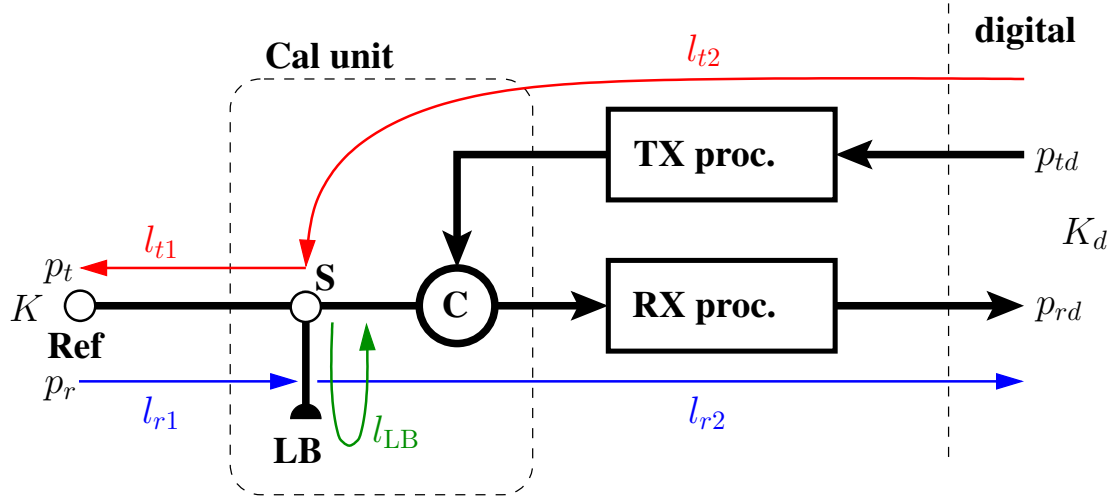 digital
Cal unit
l_{t2}
TX proc.
p_{td}
l_{t1}
K_d
p_t
S
K
C
RX proc.
p_{rd}
Ref
p_r
l_{r1}
l_{LB}
l_{r2}
LB